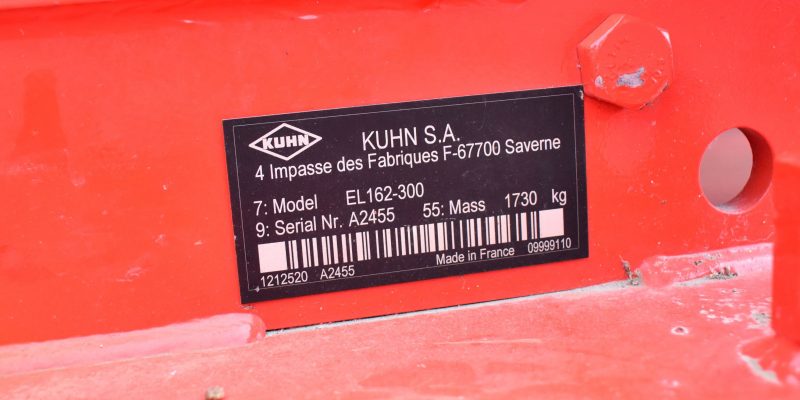 KUHN
KUHN S.A.
4 Impasse des Fabriques F-67700 Saverne
7: Model EL162-300
9: Serial Nr. A2455 55: Mass 1730 kg
1212520 A2455 Made in France 09999110